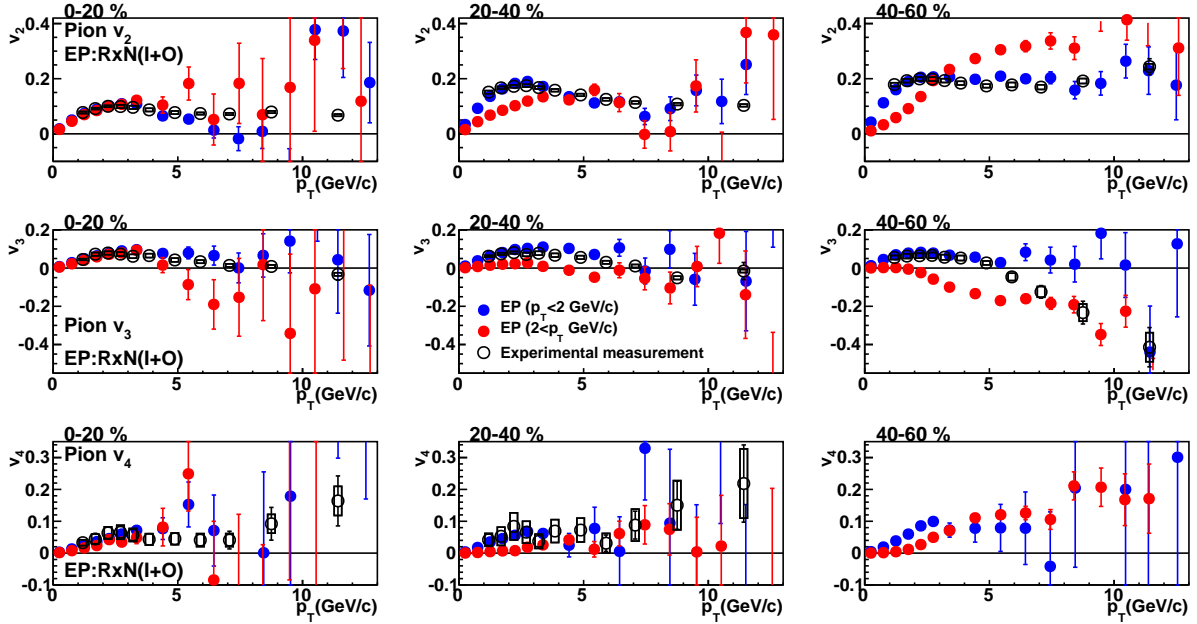 0-20 %
20-40 %
40-60 %
v2
Pion v2
EP:RxN(I+O)
0.4
0.2
0
0
5
10
pT(GeV/c)
v2
0.4
0.2
0
0
5
10
pT(GeV/c)
v2
0.4
0.2
0
0
5
10
pT(GeV/c)
0-20 %
20-40 %
40-60 %
v3
0.2
0
-0.2
-0.4
Pion v3
EP:RxN(I+O)
0
5
10
pT(GeV/c)
v3
0.2
0
-0.2
-0.4
EP (pT<2 GeV/c)
EP (2<pT GeV/c)
Experimental measurement
0
5
10
pT(GeV/c)
v3
0.2
0
-0.2
-0.4
0
5
10
pT(GeV/c)
0-20 %
20-40 %
40-60 %
v4
Pion v4
0.3
0.2
0.1
0
-0.1
EP:RxN(I+O)
0
5
10
pT(GeV/c)
v4
0.3
0.2
0.1
0
-0.1
0
5
10
pT(GeV/c)
v4
0.3
0.2
0.1
0
-0.1
0
5
10
pT(GeV/c)